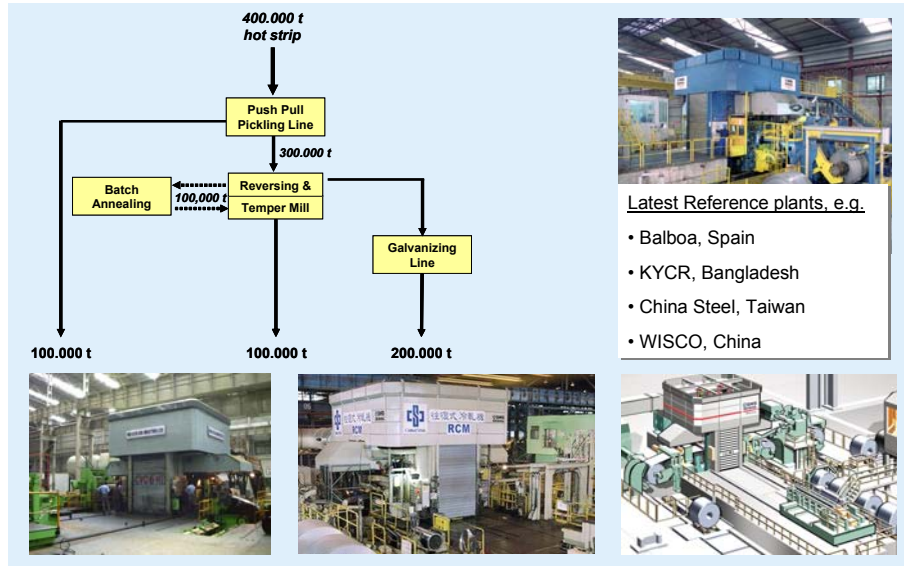 400.000 t
hot strip
Push Pull
Pickling Line
300.000 t
Batch
Annealing
100,000 t
Reversing &
Temper Mill
Galvanizing
Line
100.000 t
100.000 t
200.000 t
Latest Reference plants, e.g.
• Balboa, Spain
• KYCR, Bangladesh
• China Steel, Taiwan
• WISCO, China
RCM
RCM